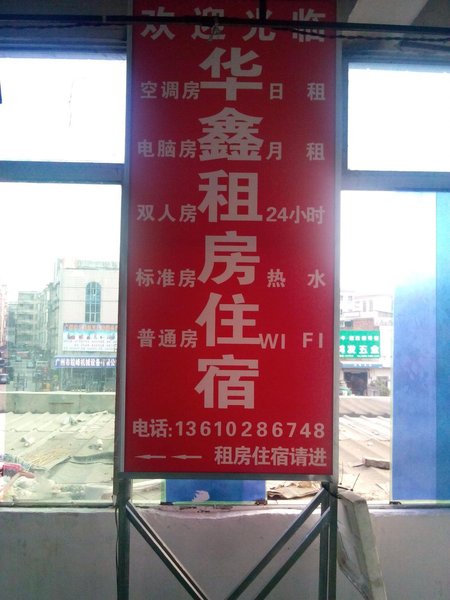 欢迎光临
华鑫租房住宿
空调房 日租
电脑房 月租
双人房 24小时
标准房 热水
普通房 WIFI
电话:13610286748
←← 租房住宿请进